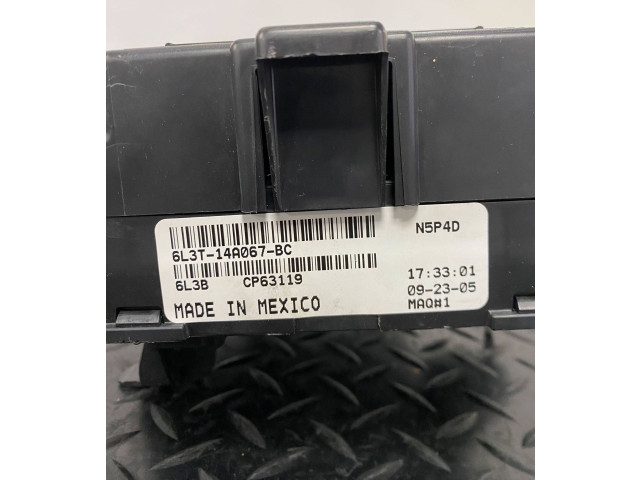 N5P4D
6L3T-14A067-BC
6L3B CP63119
17:33:01
09-23-05
MADE IN MEXICO
MAQ#1